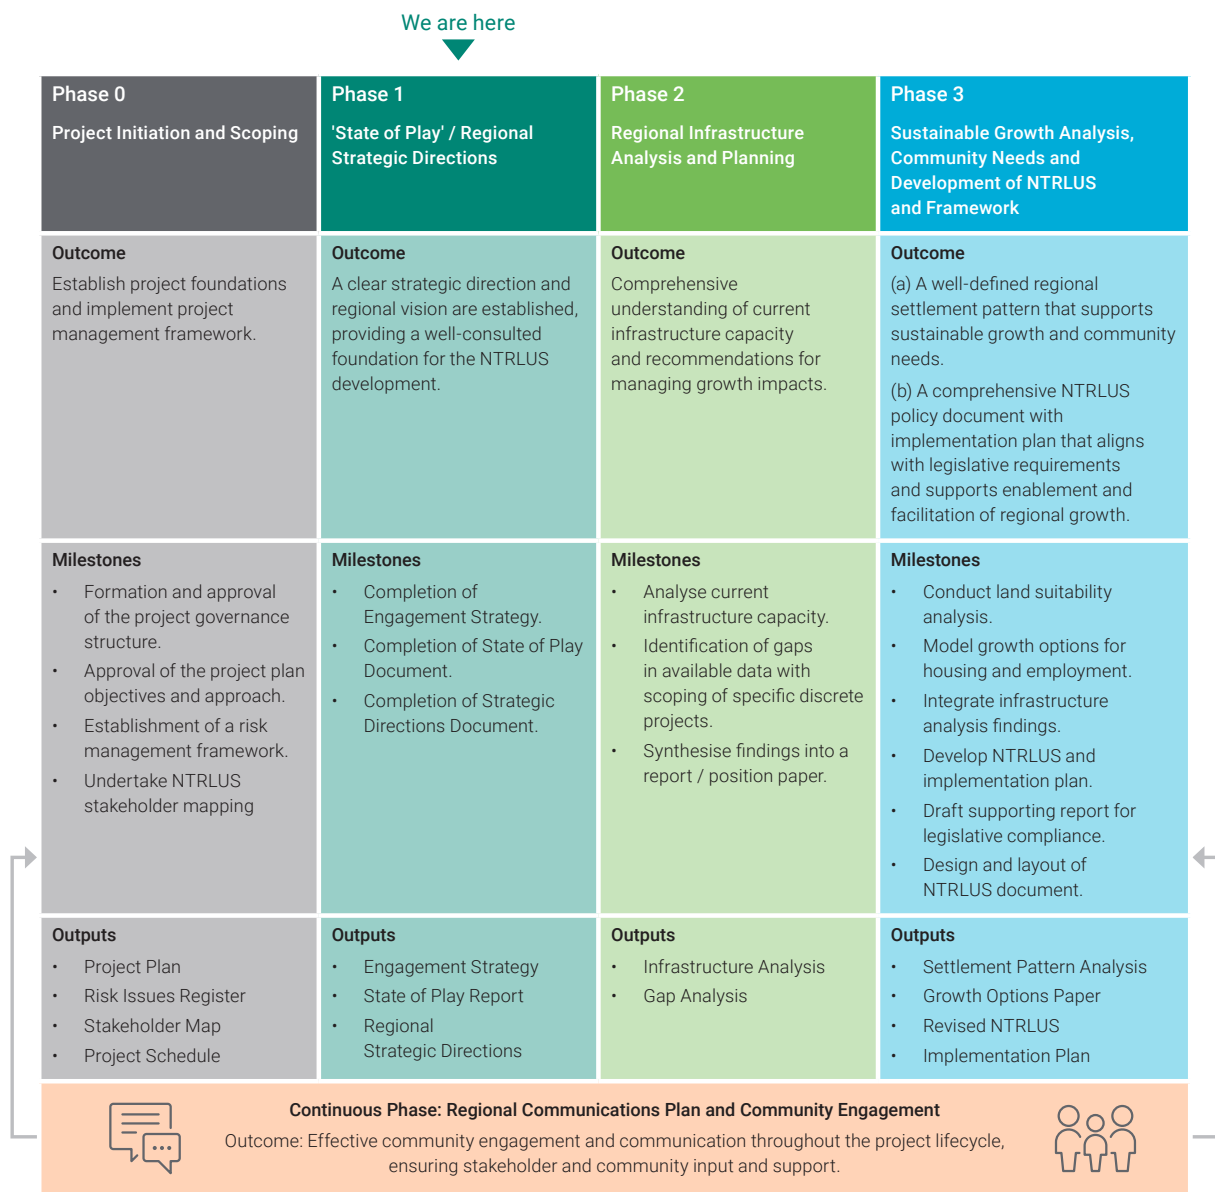 We are here
Phase 0
Project Initiation and Scoping
Phase 1
'State of Play' / Regional
Strategic Directions
Phase 2
Regional Infrastructure
Analysis and Planning
Phase 3
Sustainable Growth Analysis,
Community Needs and
Development of NTRLUS
and Framework
Outcome
Establish project foundations
and implement project
management framework.
Outcome
A clear strategic direction and
regional vision are established,
providing a well-consulted
foundation for the NTRLUS
development.
Outcome
Comprehensive
understanding of current
infrastructure capacity
and recommendations for
managing growth impacts.
Outcome
(a) A well-defined regional
settlement pattern that supports
sustainable growth and community
needs.
(b) A comprehensive NTRLUS
policy document with
implementation plan that aligns
with legislative requirements
and supports enablement and
facilitation of regional growth.
Milestones
• Formation and approval
of the project governance
structure.
• Approval of the project plan
objectives and approach.
• Establishment of a risk
management framework.
• Undertake NTRLUS
stakeholder mapping
Milestones
• Completion of
Engagement Strategy.
• Completion of State of Play
Document.
• Completion of Strategic
Directions Document.
Milestones
• Analyse current
infrastructure capacity.
• Identification of gaps
in available data with
scoping of specific discrete
projects.
• Synthesise findings into a
report / position paper.
Milestones
• Conduct land suitability
analysis.
• Model growth options for
housing and employment.
• Integrate infrastructure
analysis findings.
• Develop NTRLUS and
implementation plan.
• Draft supporting report for
legislative compliance.
• Design and layout of
NTRLUS document.
Outputs
• Project Plan
• Risk Issues Register
• Stakeholder Map
• Project Schedule
Outputs
• Engagement Strategy
• State of Play Report
• Regional
Strategic Directions
Outputs
• Infrastructure Analysis
• Gap Analysis
Outputs
• Settlement Pattern Analysis
• Growth Options Paper
• Revised NTRLUS
• Implementation Plan
Continuous Phase: Regional Communications Plan and Community Engagement
Outcome: Effective community engagement and communication throughout the project lifecycle,
ensuring stakeholder and community input and support.